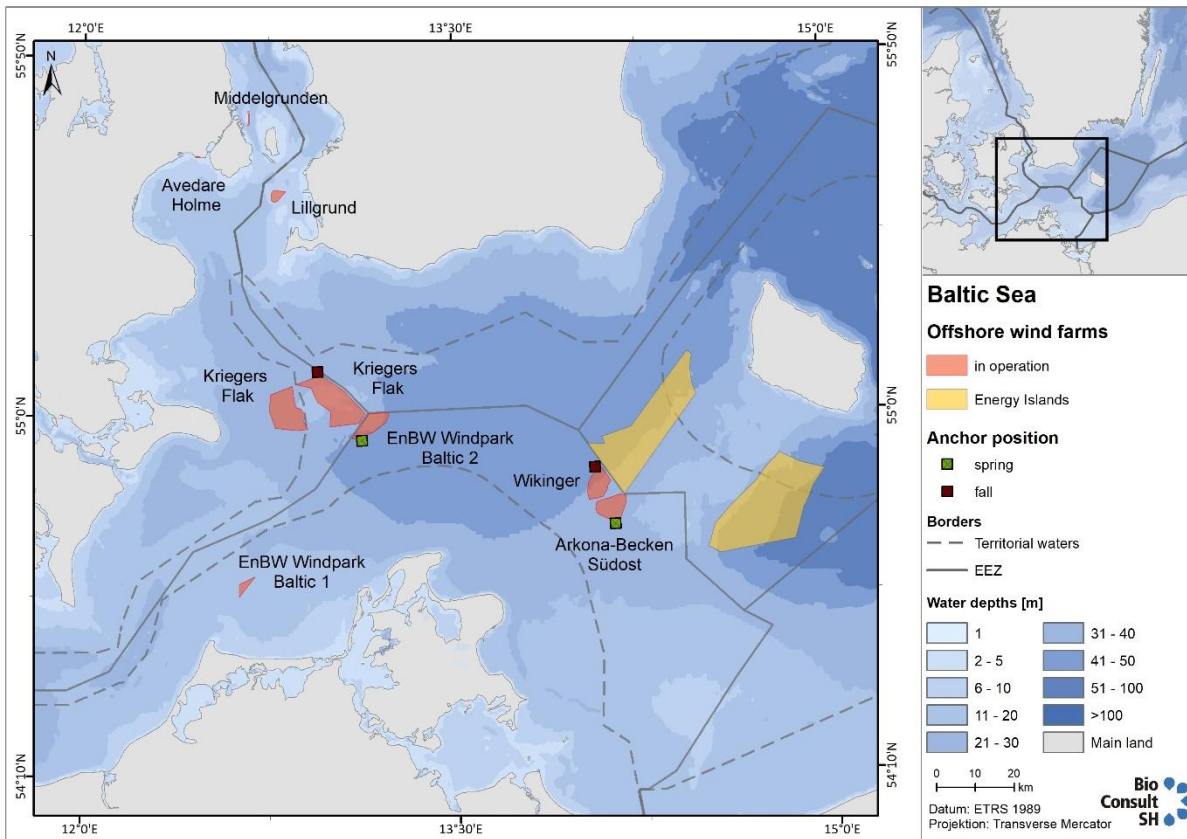 12°0'E
13°30'E
15°0'E
55°50'N
55°50'N
N
Middelgrunden
Avedare
Holme
Lillgrund
Kriegers
Flak
Kriegers
Flak
55°0'N
55°0'N
EnBW Windpark
Baltic 2
Wikinger
Arkona-Becken
Südost
EnBW Windpark
Baltic 1
54°10'N
54°10'N
12°0'E
13°30'E
15°0'E
Baltic Sea
Offshore wind farms
in operation
Energy Islands
Anchor position
spring
fall
Borders
Territorial waters
EEZ
Water depths [m]
1
2 - 5
6 - 10
11 - 20
21 - 30
31 - 40
41 - 50
51 - 100
>100
Main land
0 10 20
km
Datum: ETRS 1989
Projektion: Transverse Mercator
Bio
Consult
SH